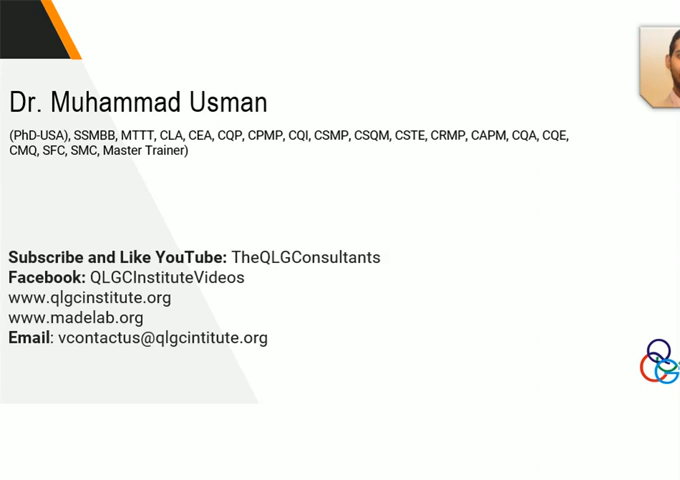 Dr. Muhammad Usman
(PhD-USA), SSMBB, MTTT, CLA, CEA, CQP, CPMP, CQI, CSMP, CSQM, CSTE, CRMP, CAPM, CQA, CQE,
CMQ, SFC, SMC, Master Trainer)
Subscribe and Like YouTube: TheQLGConsultants
Facebook: QLGCInstituteVideos
www.qlgcinstitute.org
www.madelab.org
Email: vcontactus@qlgcintitute.org